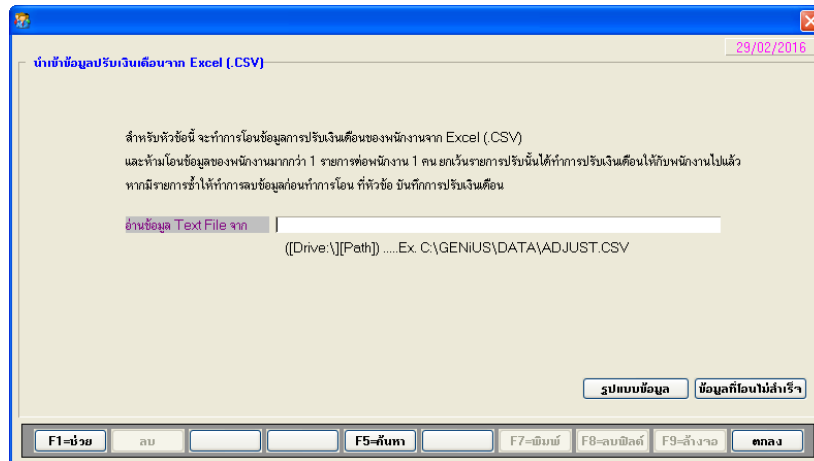 29/02/2016
นำเข้าข้อมูลปรับเงินเดือนจาก Excel (.CSV)
สำหรับหัวข้อนี้ จะทำการโอนข้อมูลการปรับเงินเดือนของพนักงานจาก Excel (.CSV)
และห้ามโอนข้อมูลของพนักงานมากกว่า 1 รายการต่อพนักงาน 1 คน ยกเว้นรายการปรับนั้นได้ทำการปรับเงินเดือนให้กับพนักงานไปแล้ว
หากมีรายการซ้ำให้ทำการลบข้อมูลก่อนทำการโอน ที่หัวข้อ บันทึกการปรับเงินเดือน
อ่านข้อมูล Text File จาก
([Drive:\][Path]) .....Ex. C:\GENiUS\DATA\ADJUST.CSV
รูปแบบข้อมูล ข้อมูลที่โอนไม่สำเร็จ
F1=ช่วย ลบ F5=ค้นหา F7=พิมพ์ F8=ลบฟิลด์ F9=ล้างจอ ตกลง